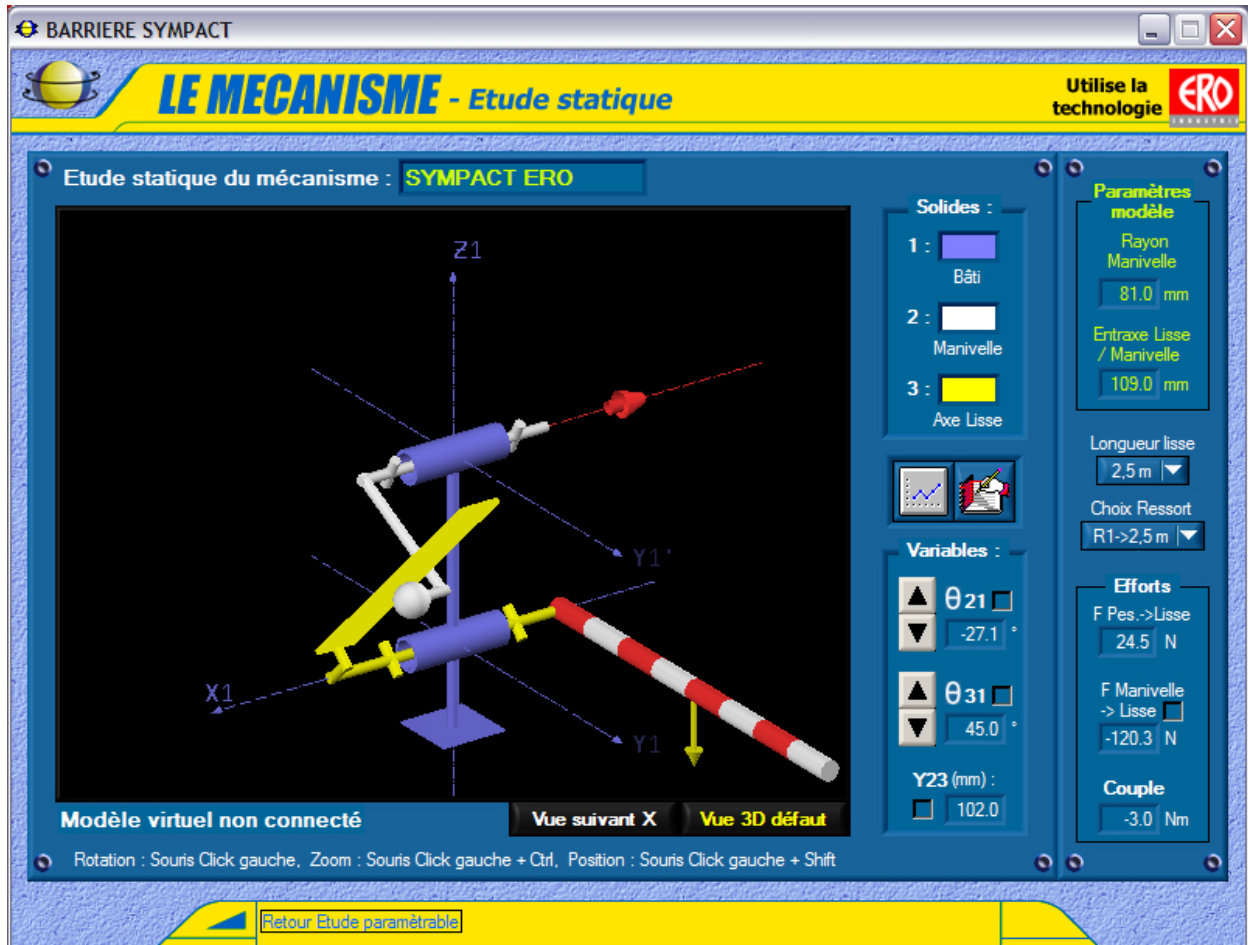 BARRIERE SYMPACT
LE MECANISME - Etude statique
Utilise la
technologie
ERO
INDUSTRIE
Etude statique du mécanisme : SYMPACT ERO
Z1
Y1'
X1
Y1
Modèle virtuel non connecté
Vue suivant X
Vue 3D défaut
Rotation : Souris Click gauche, Zoom : Souris Click gauche + Ctrl, Position : Souris Click gauche + Shift
Solides :
1 :
Bâti
2 :
Manivelle
3 :
Axe Lisse
Variables :
θ21
-27.1 °
θ31
45.0 °
Y23 (mm) :
102.0
Paramètres
modèle
Rayon
Manivelle
81.0 mm
Entraxe Lisse
/ Manivelle
109.0 mm
Longueur lisse
2,5 m
Choix Ressort
R1->2,5 m
Efforts
F Pes.->Lisse
24.5 N
F Manivelle
-> Lisse
-120.3 N
Couple
-3.0 Nm
Retour Etude paramètrable